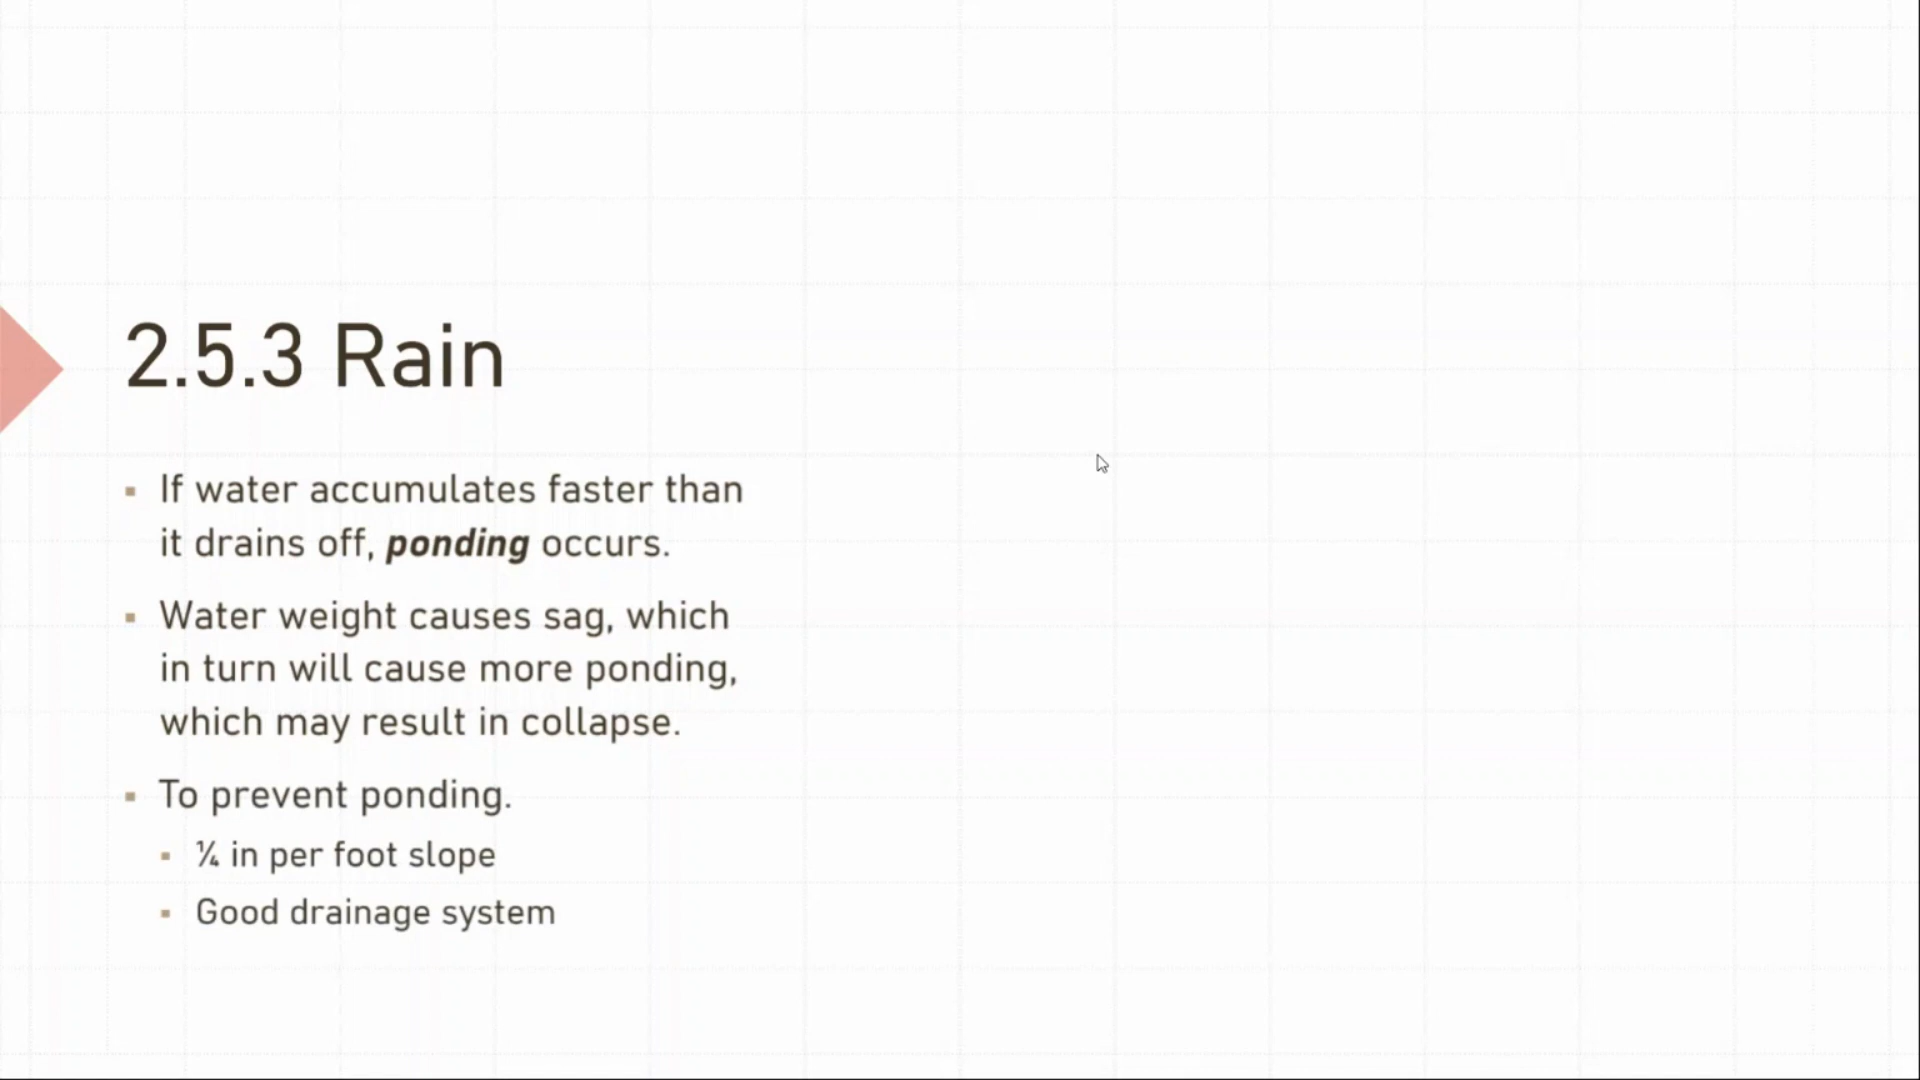 2.5.3 Rain
If water accumulates faster than
it drains off, ponding occurs.
Water weight causes sag, which
in turn will cause more ponding,
which may result in collapse.
To prevent ponding.
¼ in per foot slope
Good drainage system